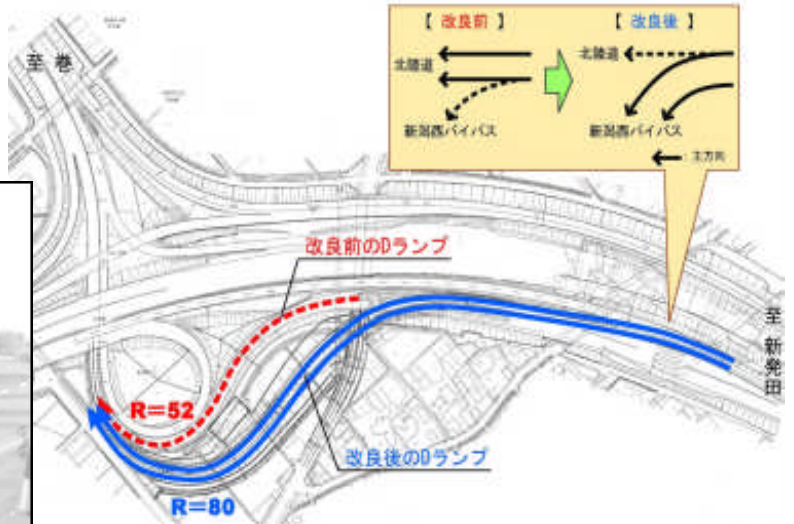 【 改良前 】
北陸道
新潟西バイパス
【 改良後 】
北陸道
新潟西バイパス
: 主方向
至 巻
改良前のDランプ
至 新発田
R=52
改良後のDランプ
R=80